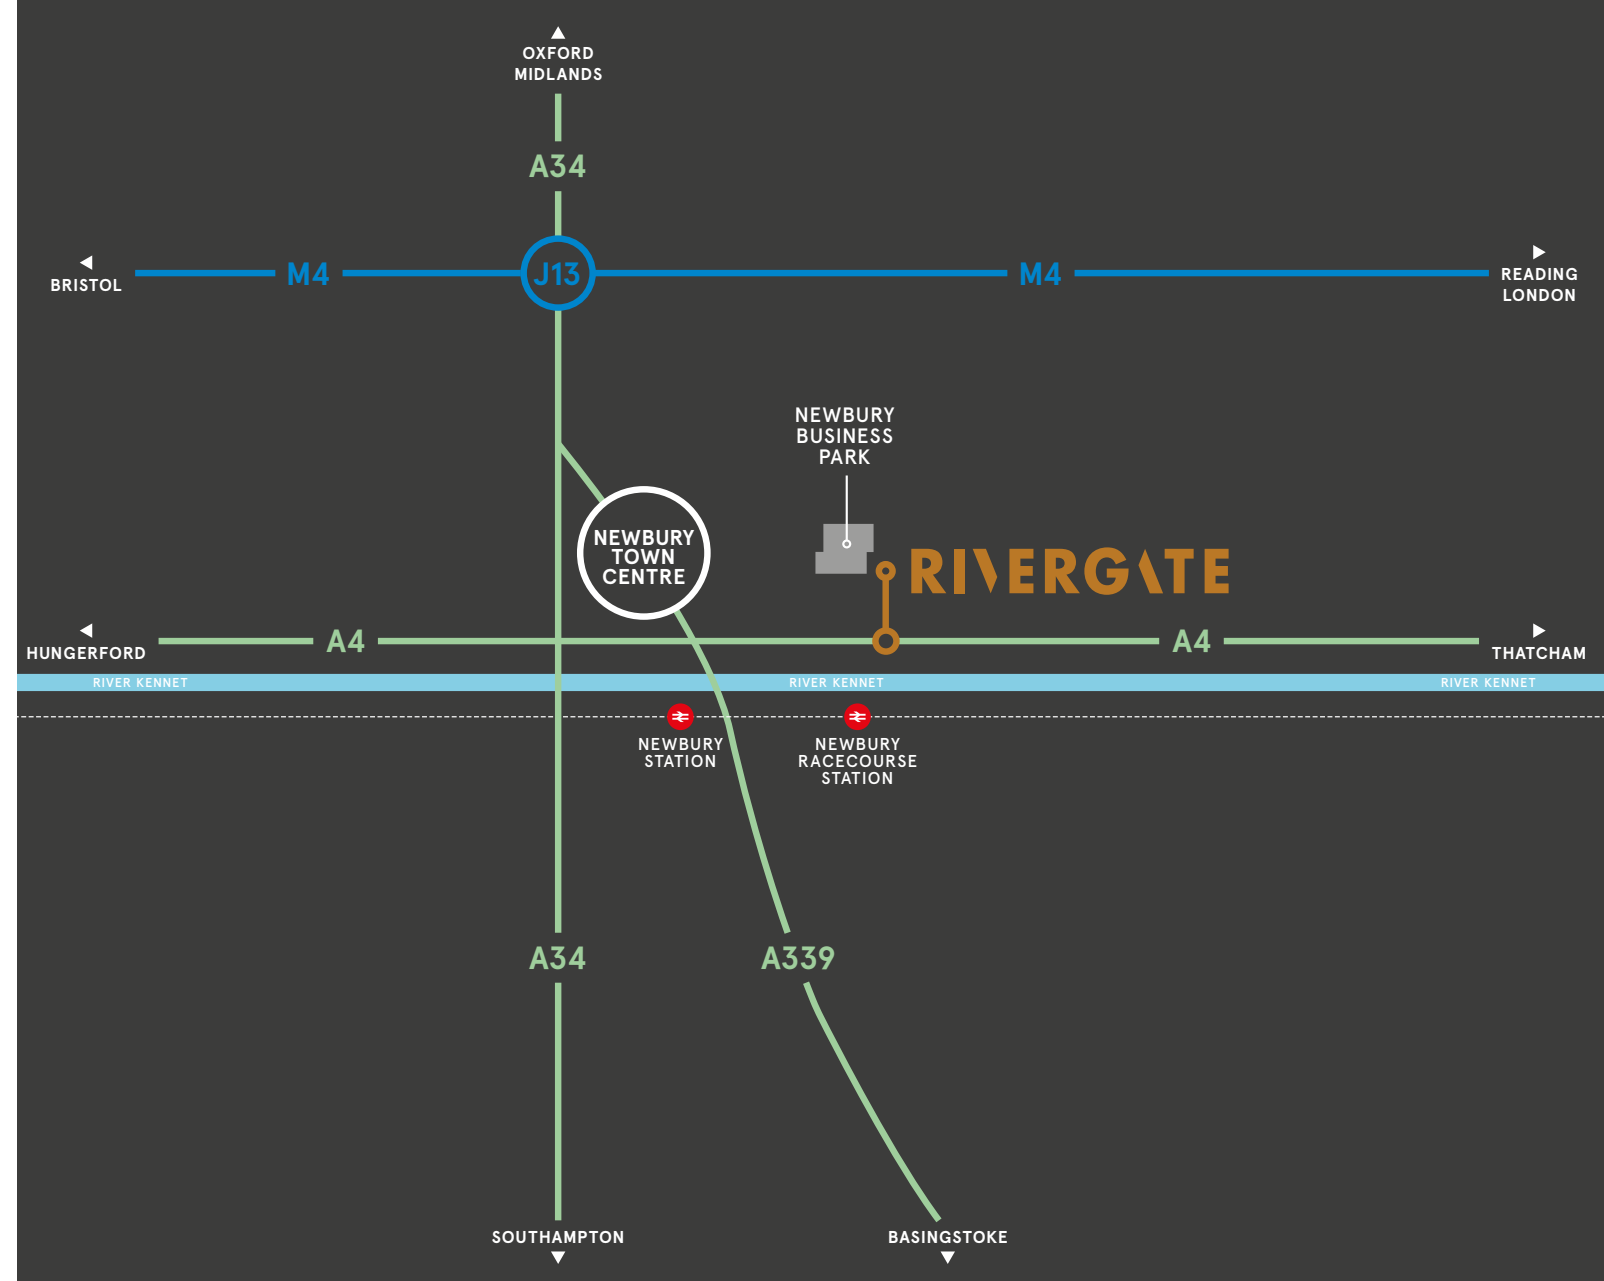 OXFORD
MIDLANDS
A34
BRISTOL
M4
J13
M4
READING
LONDON
NEWBURY
BUSINESS
PARK
NEWBURY
TOWN
CENTRE
RIVERGATE
HUNGERFORD
A4
A4
THATCHAM
RIVER KENNET
RIVER KENNET
RIVER KENNET
NEWBURY
STATION
NEWBURY
RACECOURSE
STATION
A34
A339
SOUTHAMPTON
BASINGSTOKE